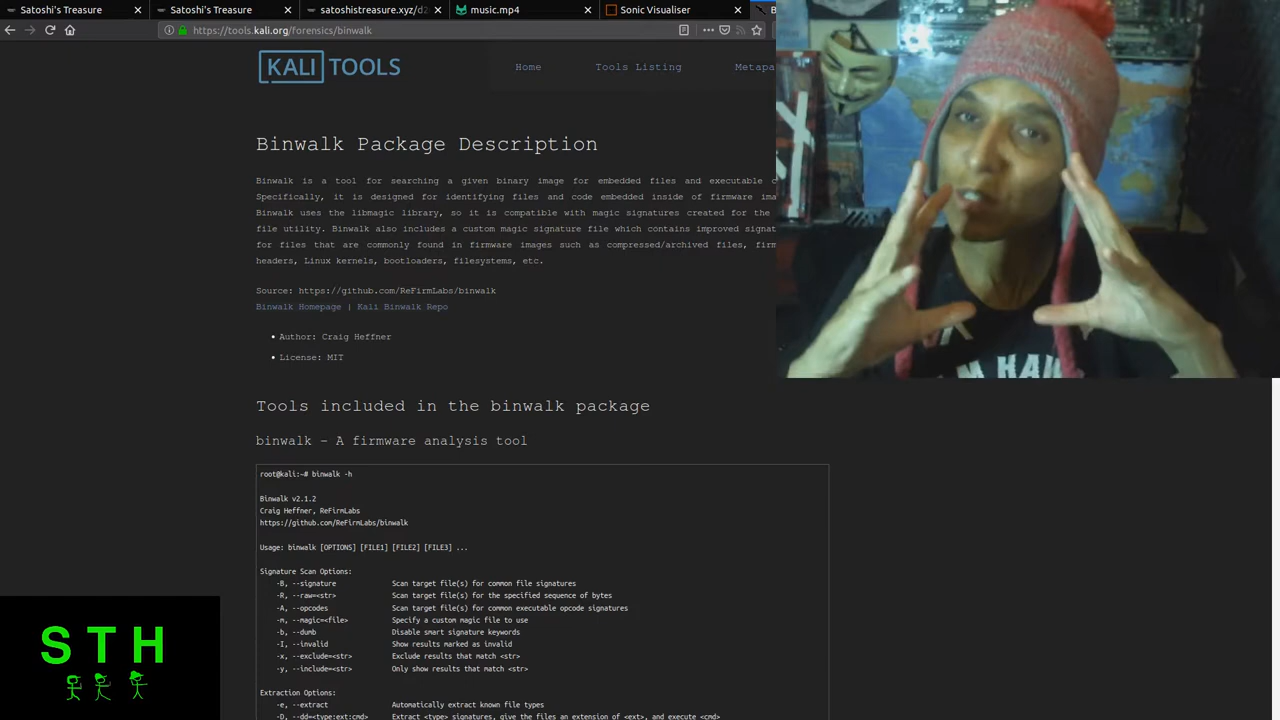 Satoshi's Treasure
Satoshi's Treasure
satoshistreasure.xyz/d2
music.mp4
Sonic Visualiser
https://tools.kali.org/forensics/binwalk
KALI TOOLS
Home
Tools Listing
Metapa
Binwalk Package Description
Binwalk is a tool for searching a given binary image for embedded files and executable c
Specifically, it is designed for identifying files and code embedded inside of firmware ima
Binwalk uses the libmagic library, so it is compatible with magic signatures created for the
file utility. Binwalk also includes a custom magic signature file which contains improved signat
for files that are commonly found in firmware images such as compressed/archived files, firm
headers, Linux kernels, bootloaders, filesystems, etc.
Source: https://github.com/ReFirmLabs/binwalk
Binwalk Homepage | Kali Binwalk Repo
• Author: Craig Heffner
• License: MIT
Tools included in the binwalk package
binwalk – A firmware analysis tool
root@kali:~# binwalk -h
Binwalk v2.1.2
Craig Heffner, ReFirmLabs
https://github.com/ReFirmLabs/binwalk
Usage: binwalk [OPTIONS] [FILE1] [FILE2] [FILE3] ...
Signature Scan Options:
-B, --signature Scan target file(s) for common file signatures
-R, --raw=<str> Scan target file(s) for the specified sequence of bytes
-A, --opcodes Scan target file(s) for common executable opcode signatures
-m, --magic=<file> Specify a custom magic file to use
-b, --dumb Disable smart signature keywords
-I, --invalid Show results marked as invalid
-x, --exclude=<str> Exclude results that match <str>
-y, --include=<str> Only show results that match <str>
Extraction Options:
-e, --extract Automatically extract known file types
-D, --dd=<type:ext:cmd> Extract <type> signatures, give the files an extension of <ext>, and execute <cmd>
STH